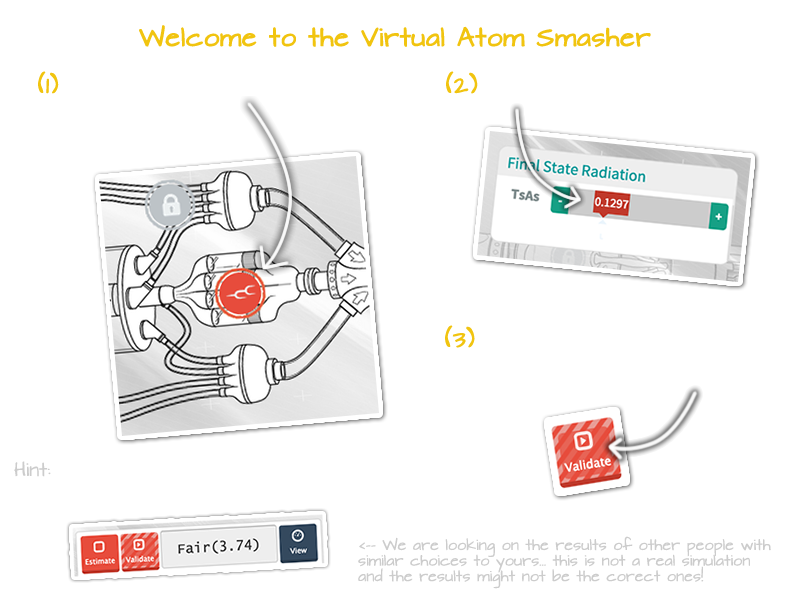 Welcome to the Virtual Atom Smasher
(1)
(2)
Final State Radiation
TsAs
-
0.1297
+
(3)
Validate
Hint:
Estimate
Validate
Fair(3.74)
View
<-- We are looking on the results of other people with
similar choices to yours... this is not a real simulation
and the results might not be the corect ones!